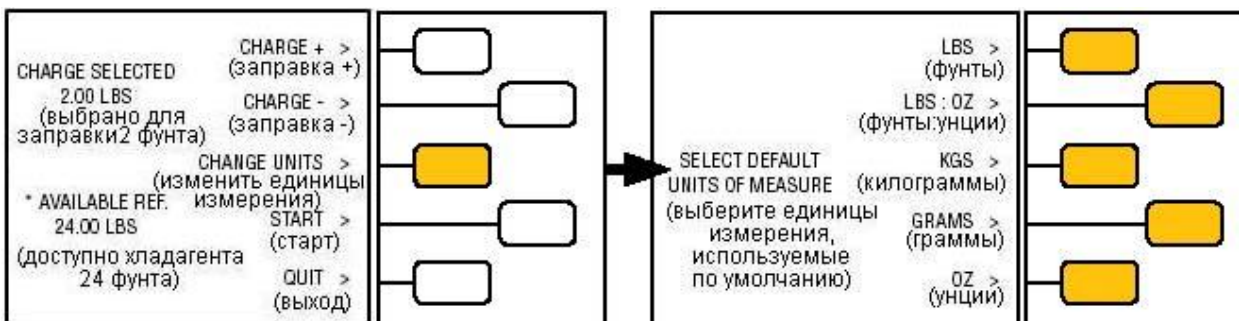 CHARGE + >
(заправка +)
CHARGE SELECTED
2.00 LBS
(выбрано для
заправки2 фунта)
CHARGE - >
(заправка -)
CHANGE UNITS >
(изменить единицы
измерения)
* AVAILABLE REF.
24.00 LBS
(доступно хладагента
24 фунта)
START >
(старт)
QUIT >
(выход)
SELECT DEFAULT
UNITS OF MEASURE
(выберите единицы
измерения,
используемые
по умолчанию)
LBS >
(фунты)
LBS : OZ >
(фунты:унции)
KGS >
(килограммы)
GRAMS >
(граммы)
OZ >
(унции)